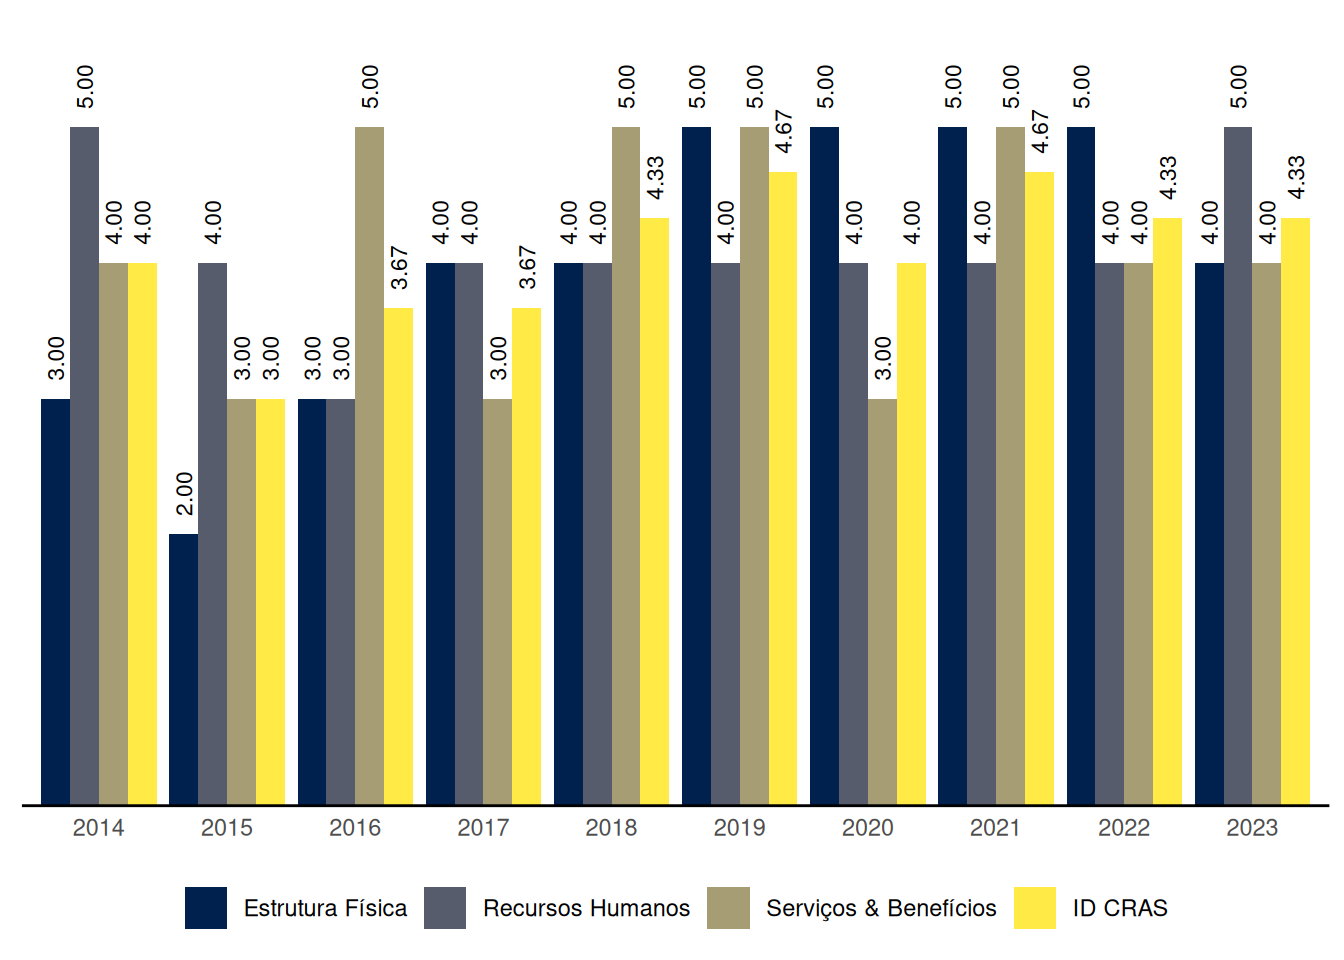 3.00 5.00 4.00 4.00
2.00 4.00 3.00 3.00
3.00 3.00 5.00 3.67
4.00 4.00 3.00 3.67
4.00 4.00 5.00 4.33
5.00 4.00 5.00 4.67
5.00 4.00 3.00 4.00
5.00 4.00 5.00 4.67
5.00 4.00 4.00 4.33
4.00 5.00 4.00 4.33
2014 2015 2016 2017 2018 2019 2020 2021 2022 2023
Estrutura Física Recursos Humanos Serviços & Benefícios ID CRAS